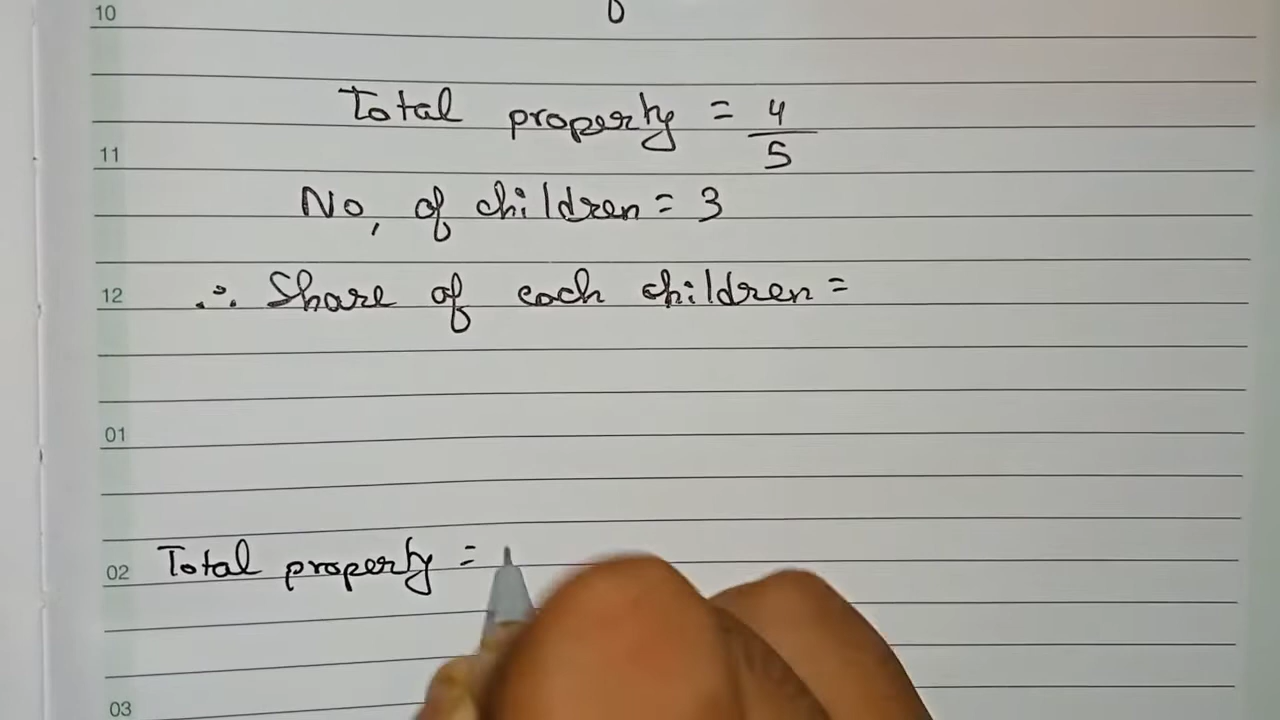 10
Total property = 4/5
11
No, of children = 3
12 ∴ Share of each children =
01
02 Total property =
03